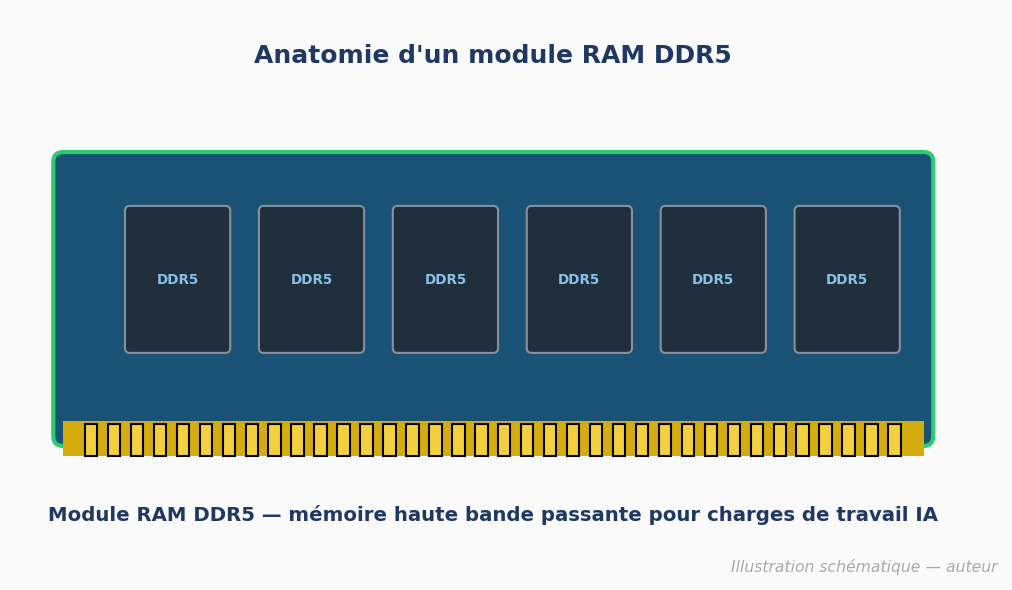 Anatomie d'un module RAM DDR5
DDR5 DDR5 DDR5 DDR5 DDR5 DDR5
Module RAM DDR5 — mémoire haute bande passante pour charges de travail IA
Illustration schématique — auteur